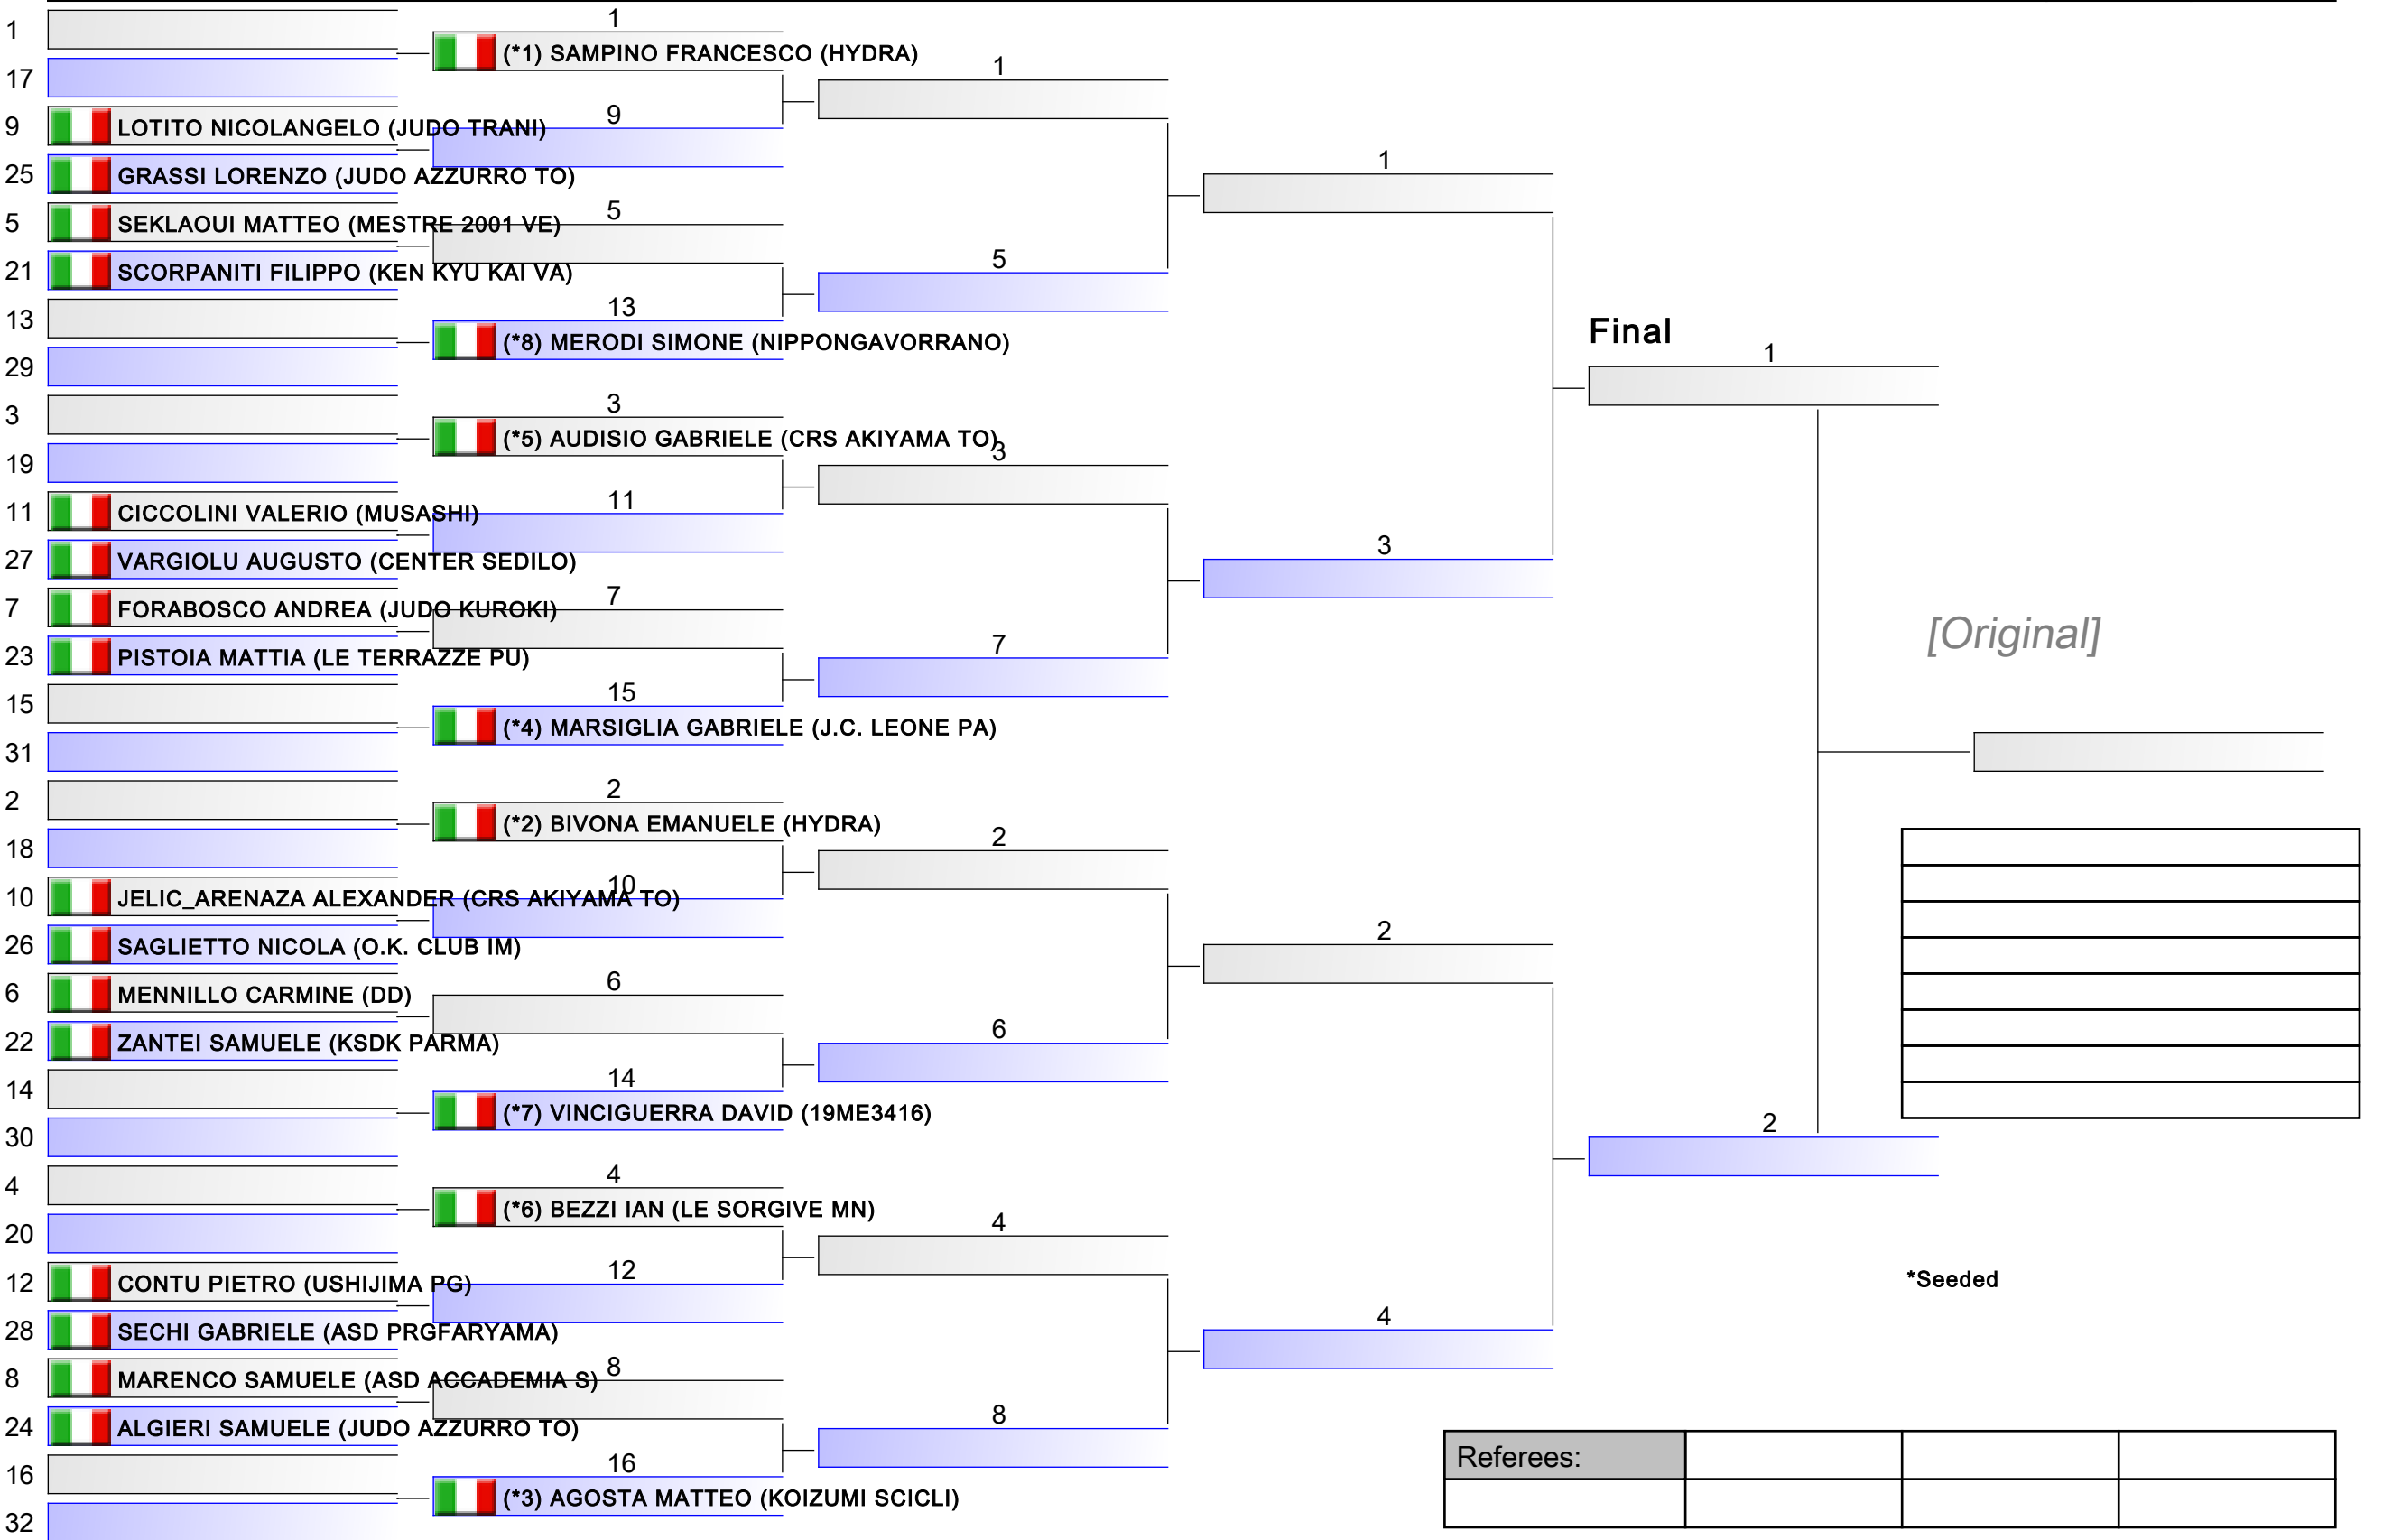 1
17
9 LOTITO NICOLANGELO (JUDO TRANI)
25 GRASSI LORENZO (JUDO AZZURRO TO)
5 SEKLAOUI MATTEO (MESTRE 2001 VE)
21 SCORPANITI FILIPPO (KEN KYU KAI VA)
13
29
3
19
11 CICCOLINI VALERIO (MUSASHI)
27 VARGIOLU AUGUSTO (CENTER SEDILO)
7 FORABOSCO ANDREA (JUDO KUROKI)
23 PISTOIA MATTIA (LE TERRAZZE PU)
15
31
2
18
10 JELIC_ARENAZA ALEXANDER (CRS AKIYAMA TO)
26 SAGLIETTO NICOLA (O.K. CLUB IM)
6 MENNILLO CARMINE (DD)
22 ZANTEI SAMUELE (KSDK PARMA)
14
30
4
20
12 CONTU PIETRO (USHIJIMA PG)
28 SECHI GABRIELE (ASD PRGFARYAMA)
8 MARENCO SAMUELE (ASD ACCADEMIA S)
24 ALGIERI SAMUELE (JUDO AZZURRO TO)
16
32
1
(*1) SAMPINO FRANCESCO (HYDRA)
9
5
13
(*8) MERODI SIMONE (NIPPONGAVORRANO)
3
(*5) AUDISIO GABRIELE (CRS AKIYAMA TO)
11
7
15
(*4) MARSIGLIA GABRIELE (J.C. LEONE PA)
2
(*2) BIVONA EMANUELE (HYDRA)
10
6
14
(*7) VINCIGUERRA DAVID (19ME3416)
4
(*6) BEZZI IAN (LE SORGIVE MN)
12
8
16
(*3) AGOSTA MATTEO (KOIZUMI SCICLI)
1
5
3
7
2
6
4
8
1
3
2
4
Final
1
2
[Original]
*Seeded
Referees: